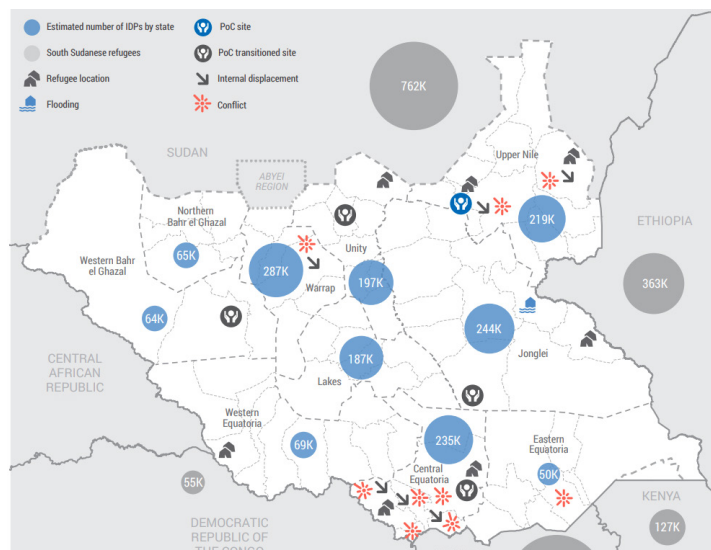 Estimated number of IDPs by state
South Sudanese refugees
Refugee location
Flooding
PoC site
PoC transitioned site
Internal displacement
Conflict
762K
SUDAN
ABYEI
REGION
Upper Nile
219K
ETHIOPIA
363K
Northern
Bahr el Ghazal
65K
Western Bahr
el Ghazal
64K
287K
Warrap
Unity
197K
244K
Jonglei
187K
Lakes
CENTRAL
AFRICAN
REPUBLIC
Western
Equatoria
69K
235K
Central
Equatoria
Eastern
Equatoria
50K
55K
DEMOCRATIC
REPUBLIC OF
THE CONGO
KENYA
127K